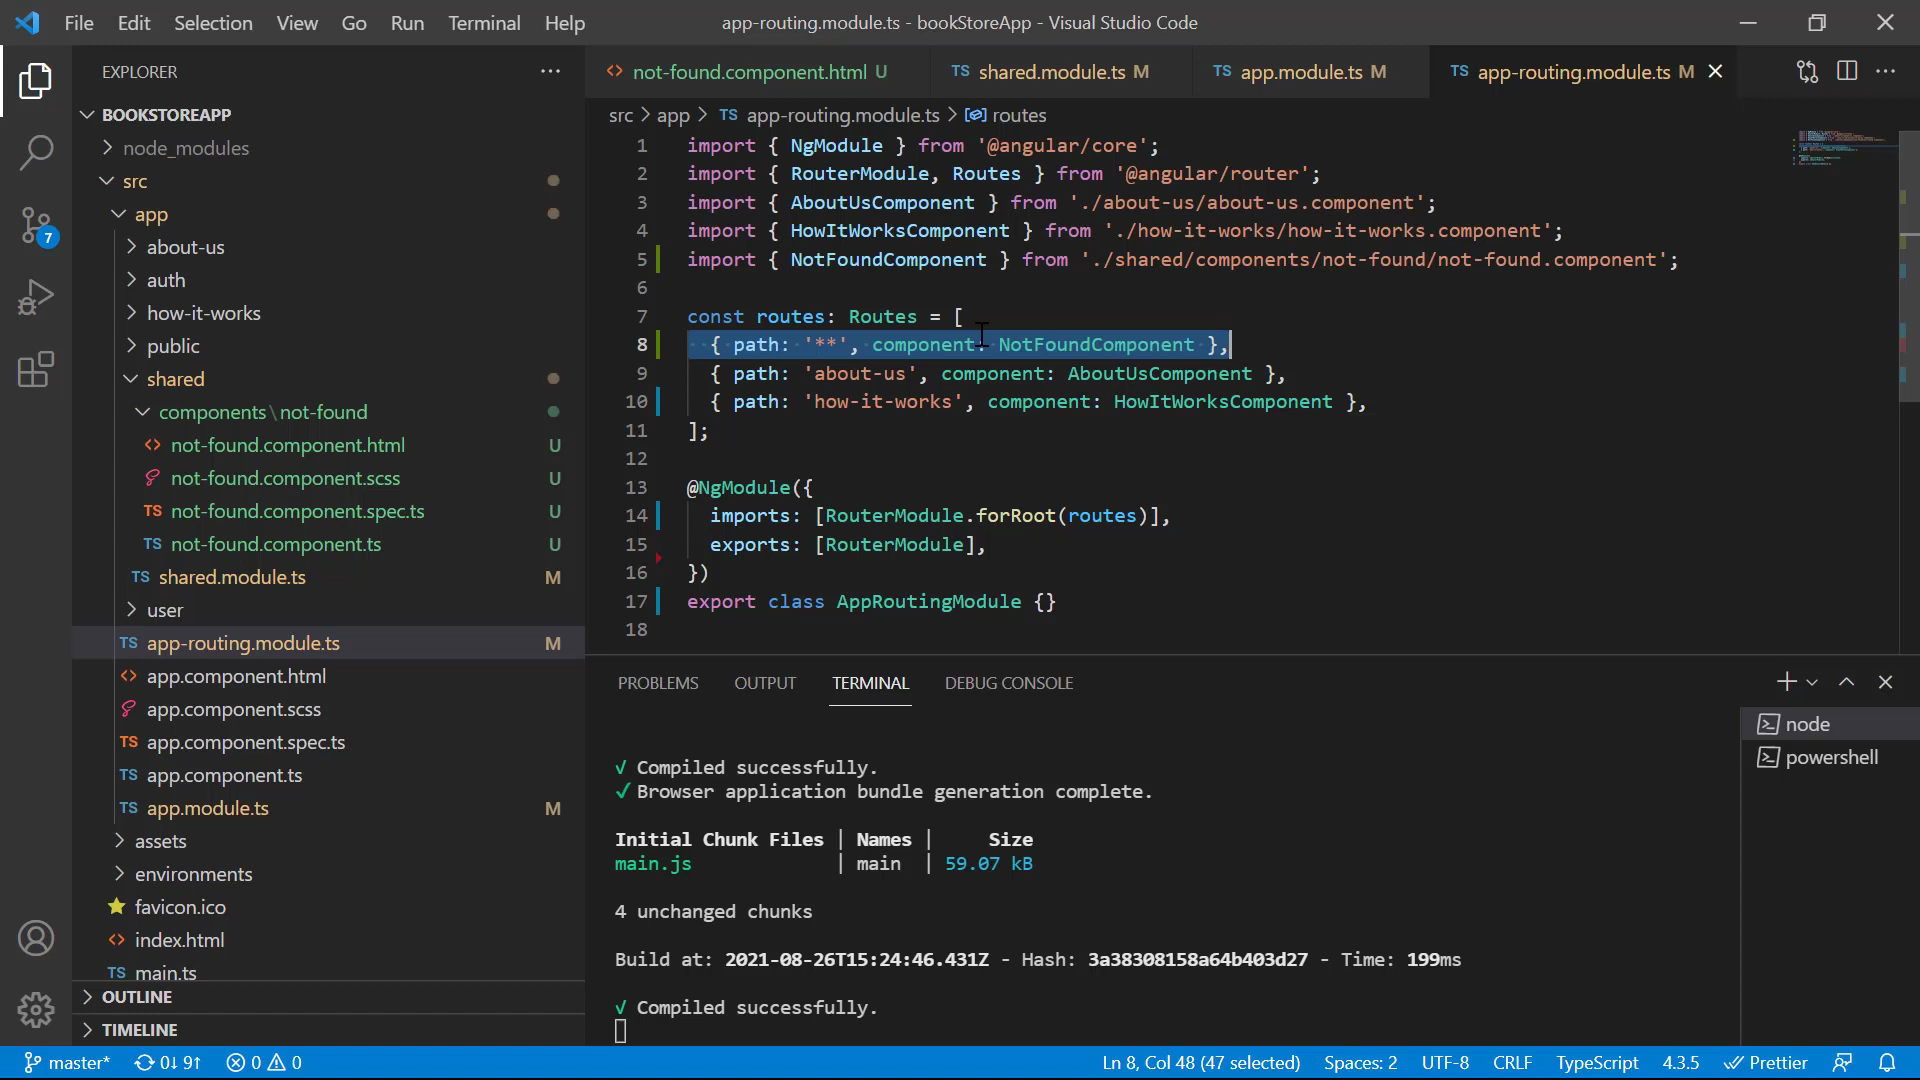 File Edit Selection View Go Run Terminal Help
app-routing.module.ts - bookStoreApp - Visual Studio Code
EXPLORER
BOOKSTOREAPP
node_modules
src
app
about-us
auth
how-it-works
public
shared
components\not-found
not-found.component.html U
not-found.component.scss U
TS not-found.component.spec.ts U
TS not-found.component.ts U
TS shared.module.ts M
user
TS app-routing.module.ts M
app.component.html
app.component.scss
TS app.component.spec.ts
TS app.component.ts
TS app.module.ts M
assets
environments
favicon.ico
index.html
TS main.ts
OUTLINE
TIMELINE
7
not-found.component.html U
TS shared.module.ts M
TS app.module.ts M
TS app-routing.module.ts M
src > app > TS app-routing.module.ts > routes
1 import { NgModule } from '@angular/core';
2 import { RouterModule, Routes } from '@angular/router';
3 import { AboutUsComponent } from './about-us/about-us.component';
4 import { HowItWorksComponent } from './how-it-works/how-it-works.component';
5 import { NotFoundComponent } from './shared/components/not-found/not-found.component';
6
7 const routes: Routes = [
8 { path: '**', component: NotFoundComponent },
9 { path: 'about-us', component: AboutUsComponent },
10 { path: 'how-it-works', component: HowItWorksComponent },
11 ];
12
13 @NgModule({
14 imports: [RouterModule.forRoot(routes)],
15 exports: [RouterModule],
16 })
17 export class AppRoutingModule {}
18
PROBLEMS OUTPUT TERMINAL DEBUG CONSOLE
√ Compiled successfully.
✓ Browser application bundle generation complete.
Initial Chunk Files | Names | Size
main.js | main | 59.07 kB
4 unchanged chunks
Build at: 2021-08-26T15:24:46.431Z - Hash: 3a38308158a64b403d27 - Time: 199ms
√ Compiled successfully.
node
powershell
master* 0↓ 9↑ 0 0
Ln 8, Col 48 (47 selected) Spaces: 2 UTF-8 CRLF TypeScript 4.3.5 Prettier